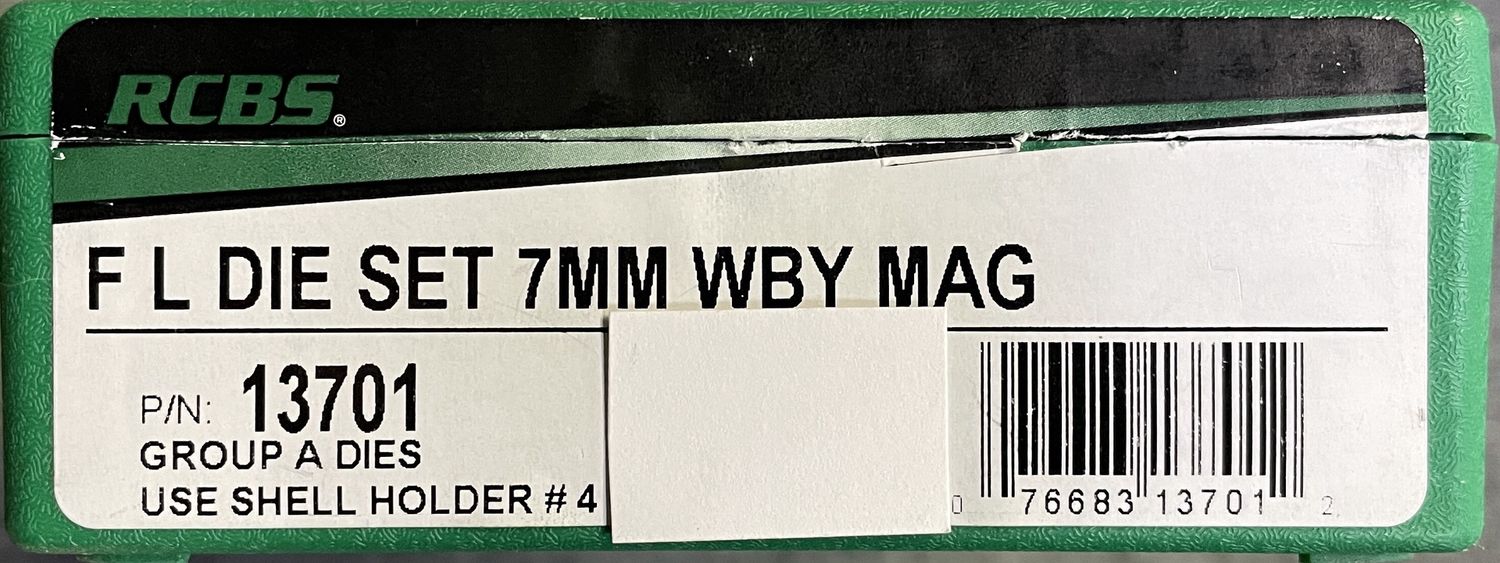 RCBS®
F L DIE SET 7MM WBY MAG
P/N: 13701
GROUP A DIES
USE SHELL HOLDER # 4
0 76683 13701 2